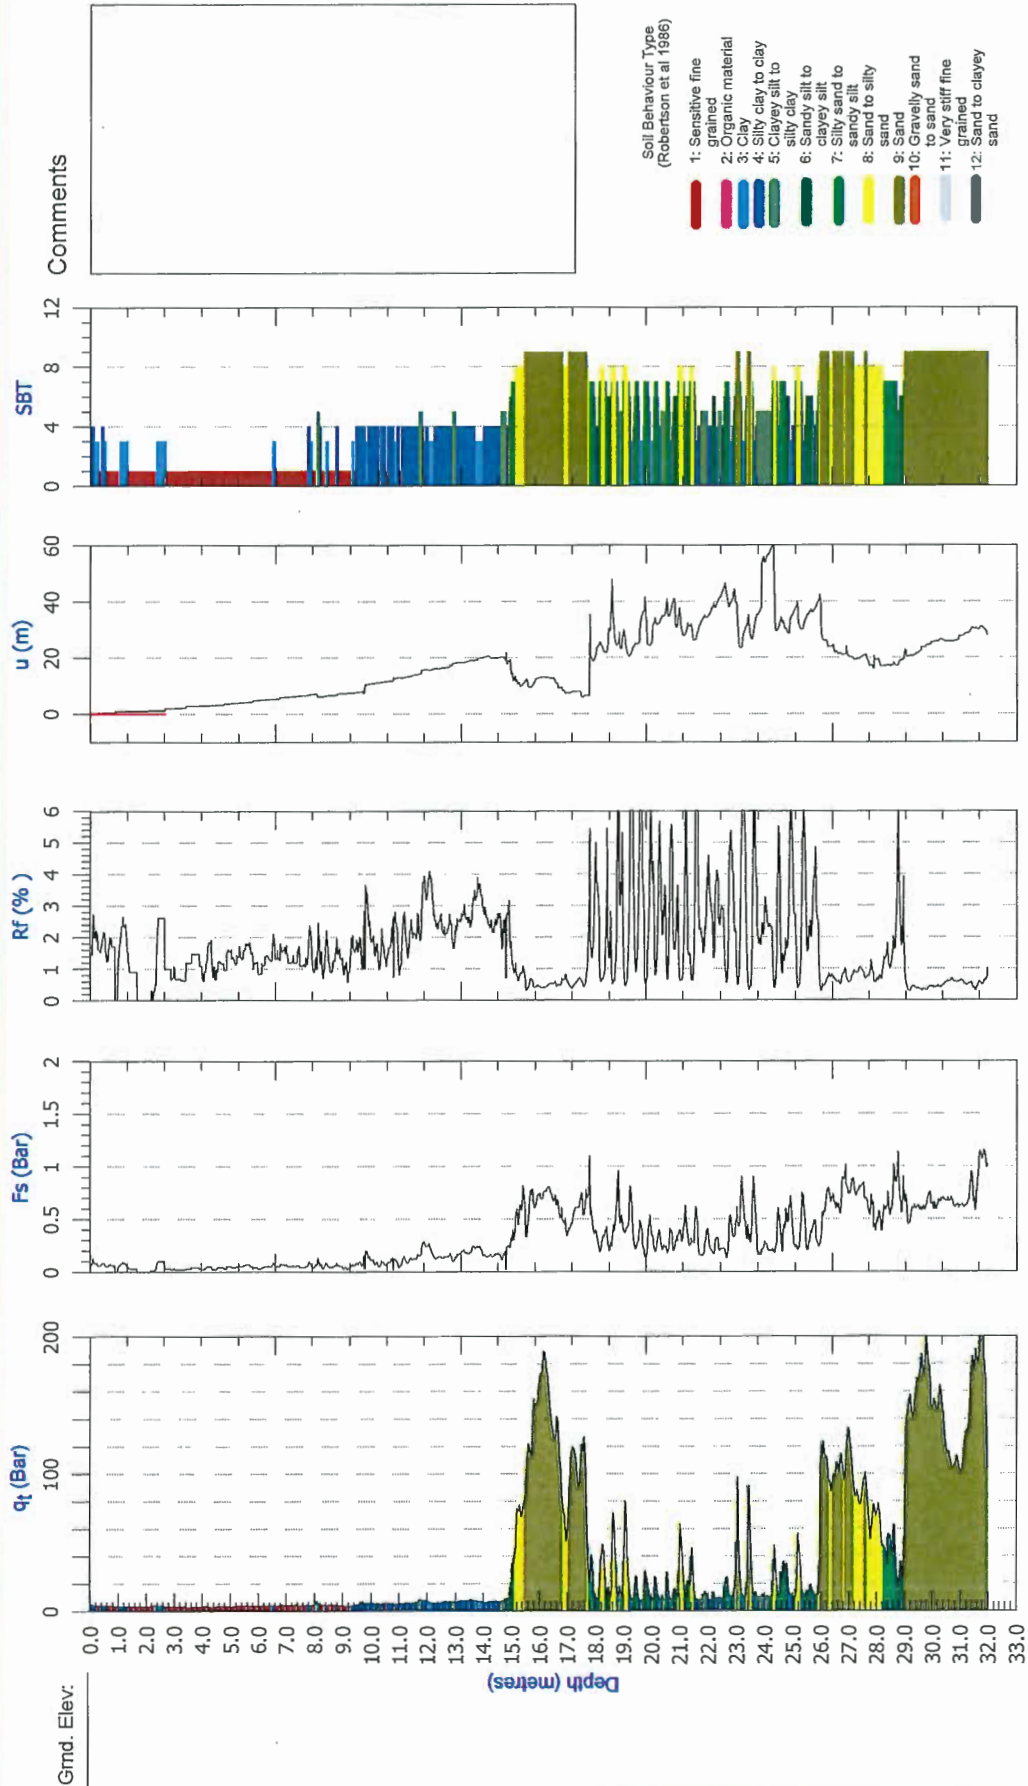 Grnd. Elev:
qt (Bar)
Fs (Bar)
Rf (% )
u (m)
SBT
Comments
0
100
200
0
0.5
1
1.5
2
0
1
2
3
4
5
6
0
20
40
60
0
4
8
12
Depth (metres)
0.0
1.0
2.0
3.0
4.0
5.0
6.0
7.0
8.0
9.0
10.0
11.0
12.0
13.0
14.0
15.0
16.0
17.0
18.0
19.0
20.0
21.0
22.0
23.0
24.0
25.0
26.0
27.0
28.0
29.0
30.0
31.0
32.0
33.0
Soil Behaviour Type
(Robertson et al 1986)
1: Sensitive fine
grained
2: Organic material
3: Clay
4: Silty clay to clay
5: Clayey silt to
silty clay
6: Sandy silt to
clayey silt
7: Silty sand to
sandy silt
8: Sand to silty
sand
9: Sand
10: Gravelly sand
to sand
11: Very stiff fine
grained
12: Sand to clayey
sand